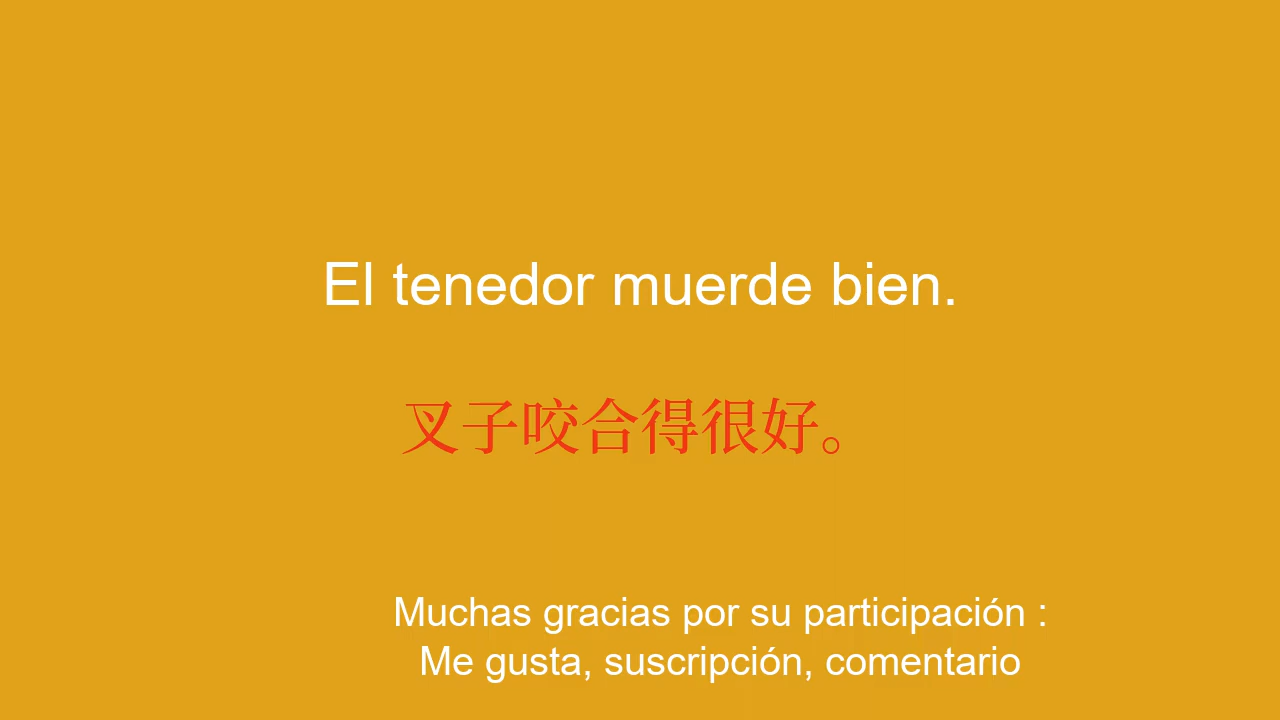 El tenedor muerde bien.
叉子咬合得很好。
Muchas gracias por su participación :
Me gusta, suscripción, comentario